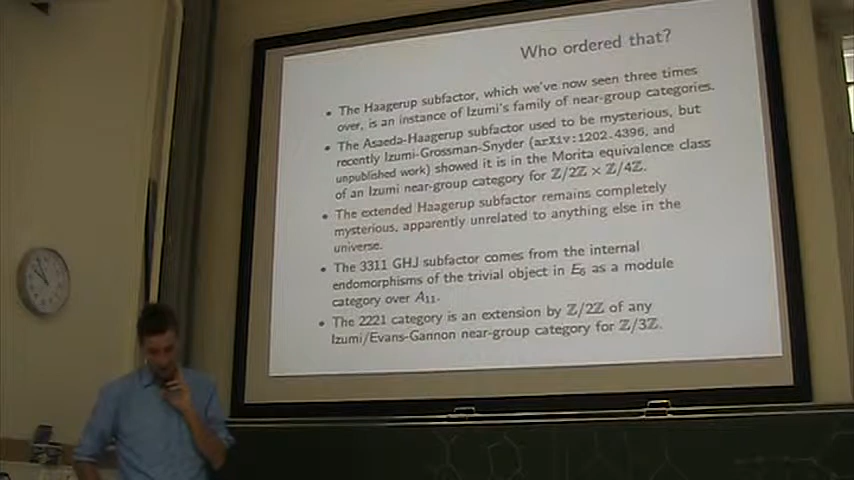 Who ordered that?
• The Haagerup subfactor, which we've now seen three times
over, is an instance of Izumi's family of near-group categories.
• The Asaeda-Haagerup subfactor used to be mysterious, but
recently Izumi-Grossman-Snyder (arXiv:1202.4396, and
unpublished work) showed it is in the Morita equivalence class
of an Izumi near-group category for ℤ/2ℤ × ℤ/4ℤ.
• The extended Haagerup subfactor remains completely
mysterious, apparently unrelated to anything else in the
universe.
• The 3311 GHJ subfactor comes from the internal
endomorphisms of the trivial object in E₆ as a module
category over A₁₁.
• The 2221 category is an extension by ℤ/2ℤ of any
Izumi/Evans-Gannon near-group category for ℤ/3ℤ.